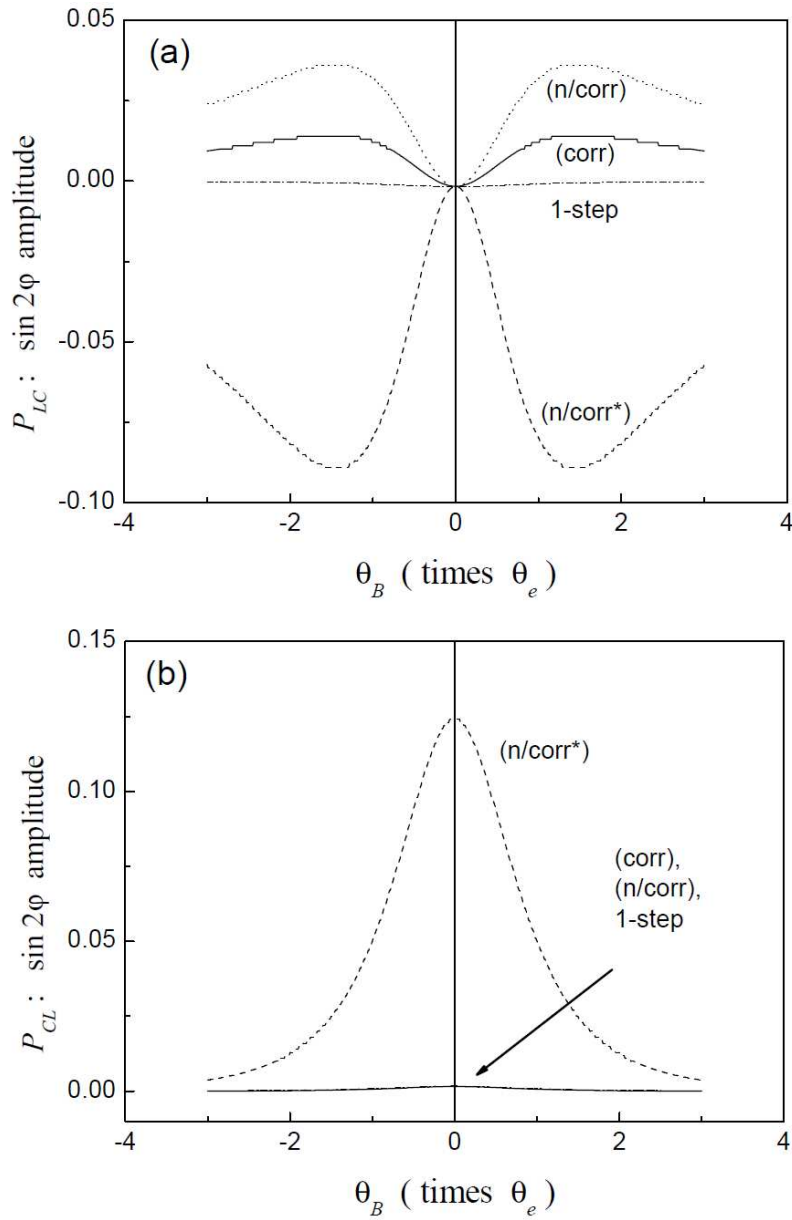 (a)
0.05
0.00
-0.05
-0.10
P_LC : sin 2φ amplitude
(n/corr)
(corr)
1-step
(n/corr*)
-4 -2 0 2 4
θ_B ( times θ_e )
(b)
0.15
0.10
0.05
0.00
P_CL : sin 2φ amplitude
(n/corr*)
(corr),
(n/corr),
1-step
-4 -2 0 2 4
θ_B ( times θ_e )